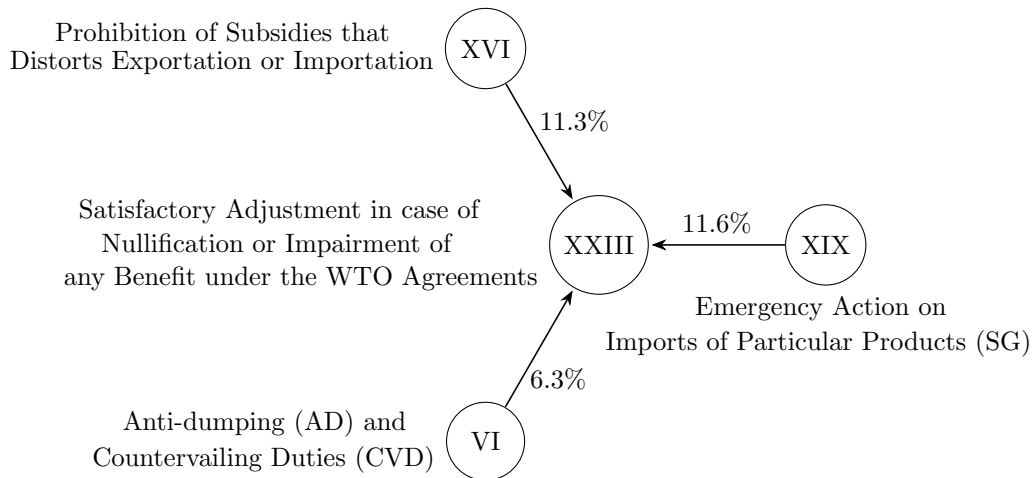 Prohibition of Subsidies that
Distorts Exportation or Importation
XVI
11.3%
Satisfactory Adjustment in case of
Nullification or Impairment of
any Benefit under the WTO Agreements
XXIII
11.6%
XIX
Emergency Action on
Imports of Particular Products (SG)
6.3%
Anti-dumping (AD) and
Countervailing Duties (CVD)
VI